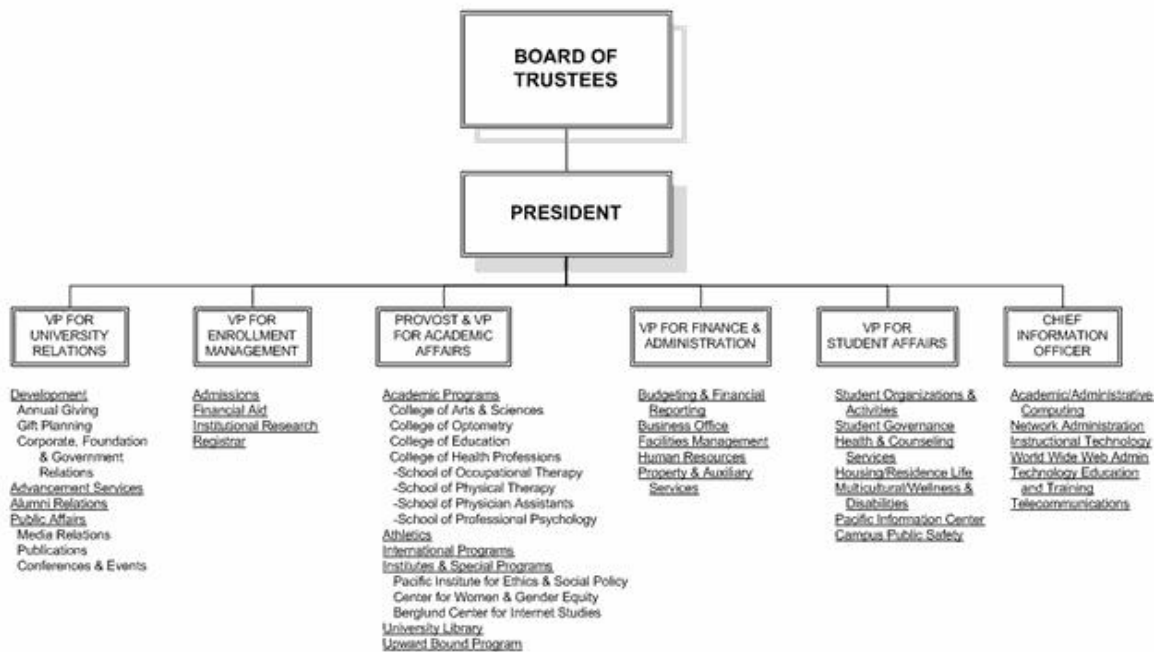 BOARD OF
TRUSTEES
PRESIDENT
VP FOR
UNIVERSITY
RELATIONS
VP FOR
ENROLLMENT
MANAGEMENT
PROVOST & VP
FOR ACADEMIC
AFFAIRS
VP FOR FINANCE &
ADMINISTRATION
VP FOR
STUDENT AFFAIRS
CHIEF
INFORMATION
OFFICER
Development
Annual Giving
Gift Planning
Corporate, Foundation
& Government
Relations
Advancement Services
Alumni Relations
Public Affairs
Media Relations
Publications
Conferences & Events
Admissions
Financial Aid
Institutional Research
Registrar
Academic Programs
College of Arts & Sciences
College of Optometry
College of Education
College of Health Professions
-School of Occupational Therapy
-School of Physical Therapy
-School of Physician Assistants
-School of Professional Psychology
Athletics
International Programs
Institutes & Special Programs
Pacific Institute for Ethics & Social Policy
Center for Women & Gender Equity
Berglund Center for Internet Studies
University Library
Upward Bound Program
Budgeting & Financial
Reporting
Business Office
Facilities Management
Human Resources
Property & Auxiliary
Services
Student Organizations &
Activities
Student Governance
Health & Counseling
Services
Housing/Residence Life
Multicultural/Wellness &
Disabilities
Pacific Information Center
Campus Public Safety
Academic/Administrative
Computing
Network Administration
Instructional Technology
World Wide Web Admin
Technology Education
and Training
Telecommunications